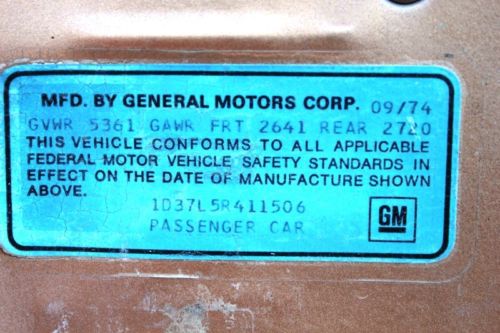 MFD. BY GENERAL MOTORS CORP. 09/74
GVWR 5361 GAWR FRT 2641 REAR 2720
THIS VEHICLE CONFORMS TO ALL APPLICABLE
FEDERAL MOTOR VEHICLE SAFETY STANDARDS IN
EFFECT ON THE DATE OF MANUFACTURE SHOWN
ABOVE.
1D37L5R411506
PASSENGER CAR
GM